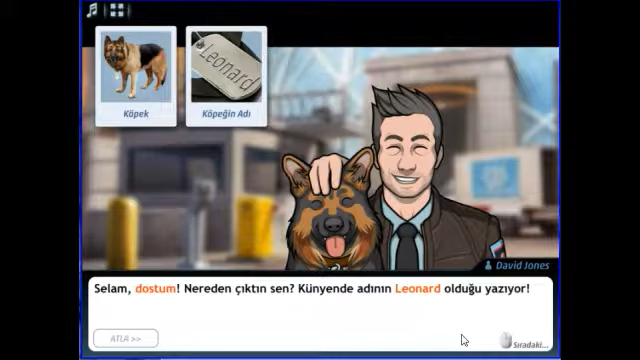 Leonard
Köpek
Köpeğin Adı
David Jones
Selam, dostum! Nereden çıktın sen? Künyende adının Leonard olduğu yazıyor!
ATLA >>
Sıradaki...